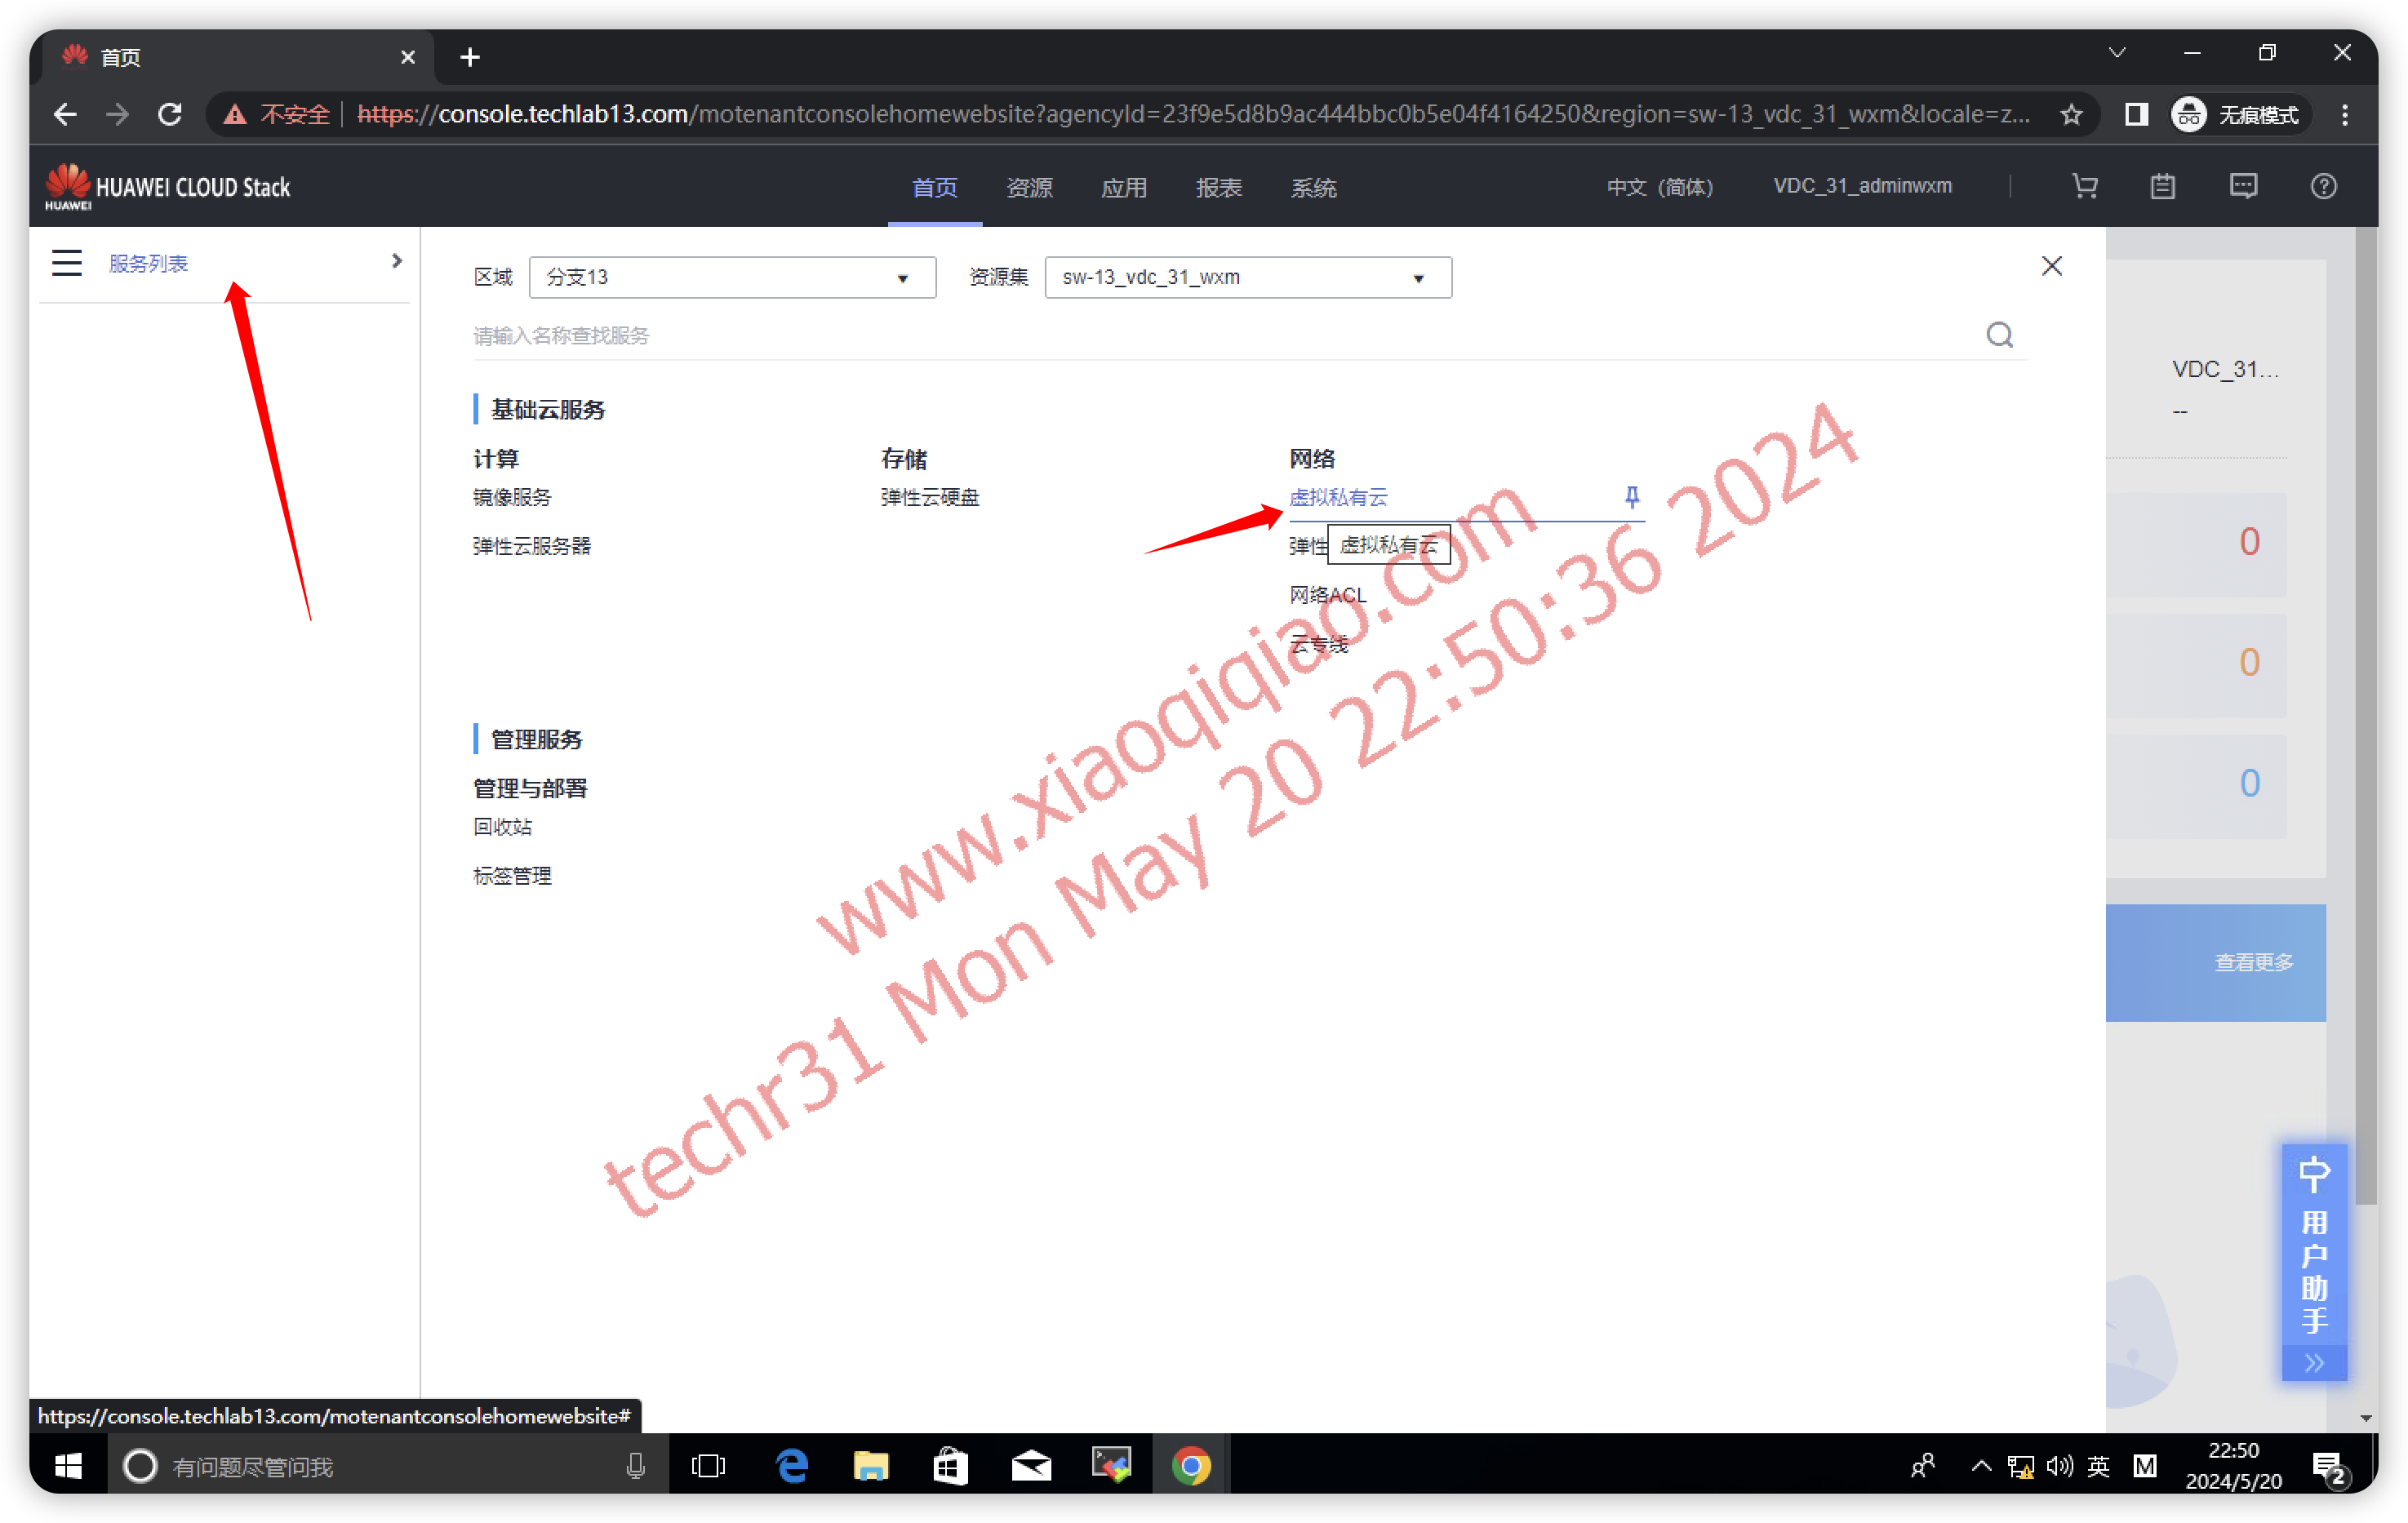 首页
不安全 https://console.techlab13.com/motenantconsolehomewebsite?agencyId=23f9e5d8b9ac444bbc0b5e04f4164250&region=sw-13_vdc_31_wxm&locale=z... 无痕模式
HUAWEI
HUAWEI CLOUD Stack 首页 资源 应用 报表 系统 中文（简体） VDC_31_adminwxm
服务列表
区域 分支13 资源集 sw-13_vdc_31_wxm
请输入名称查找服务
VDC_31...
--
基础云服务
计算 存储 网络
镜像服务 弹性云硬盘 虚拟私有云
弹性云服务器 弹性 虚拟私有云
网络ACL
云专线
0
0
0
管理服务
管理与部署
回收站
标签管理
查看更多
www.xiaoqiqiao.com
techr31 Mon May 20 22:50:36 2024
用户助手
https://console.techlab13.com/motenantconsolehomewebsite#
有问题尽管问我
英 M
22:50
2024/5/20
2